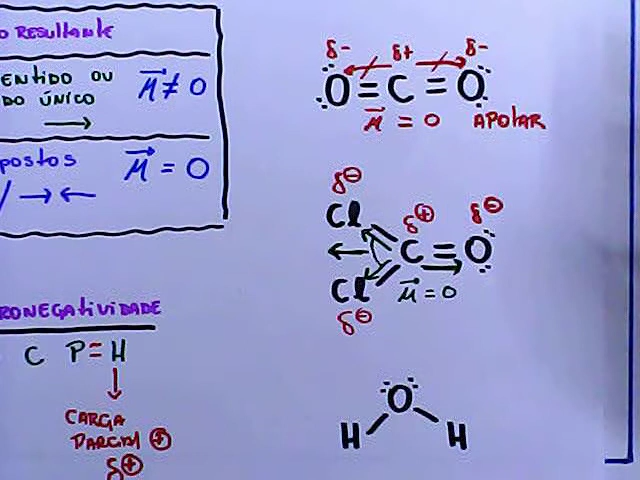 O RESULTANTE
ENTIDO OU
DO ÚNICO
μ ≠ 0
POSTOS
μ = 0
RONEGATIVIDADE
C P = H
CARGA
PARCIAL ⊕
δ⊕
δ- δ+ δ-
O = C = O
μ = 0 APOLAR
δ⊖
Cl δ⊕ δ⊖
C = O
Cl μ = 0
δ⊖
O
H H